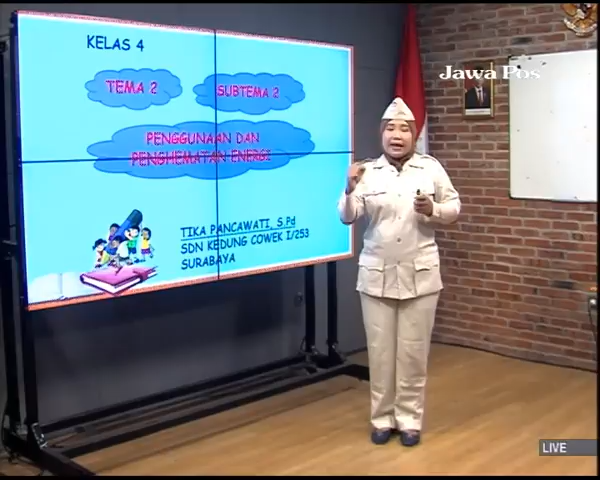 KELAS 4
TEMA 2
SUBTEMA 2
PENGGUNAAN DAN
PENGHEMATAN ENERGI
TIKA PANCAWATI, S.Pd
SDN KEDUNG COWEK I/253
SURABAYA
Jawa Pos
LIVE